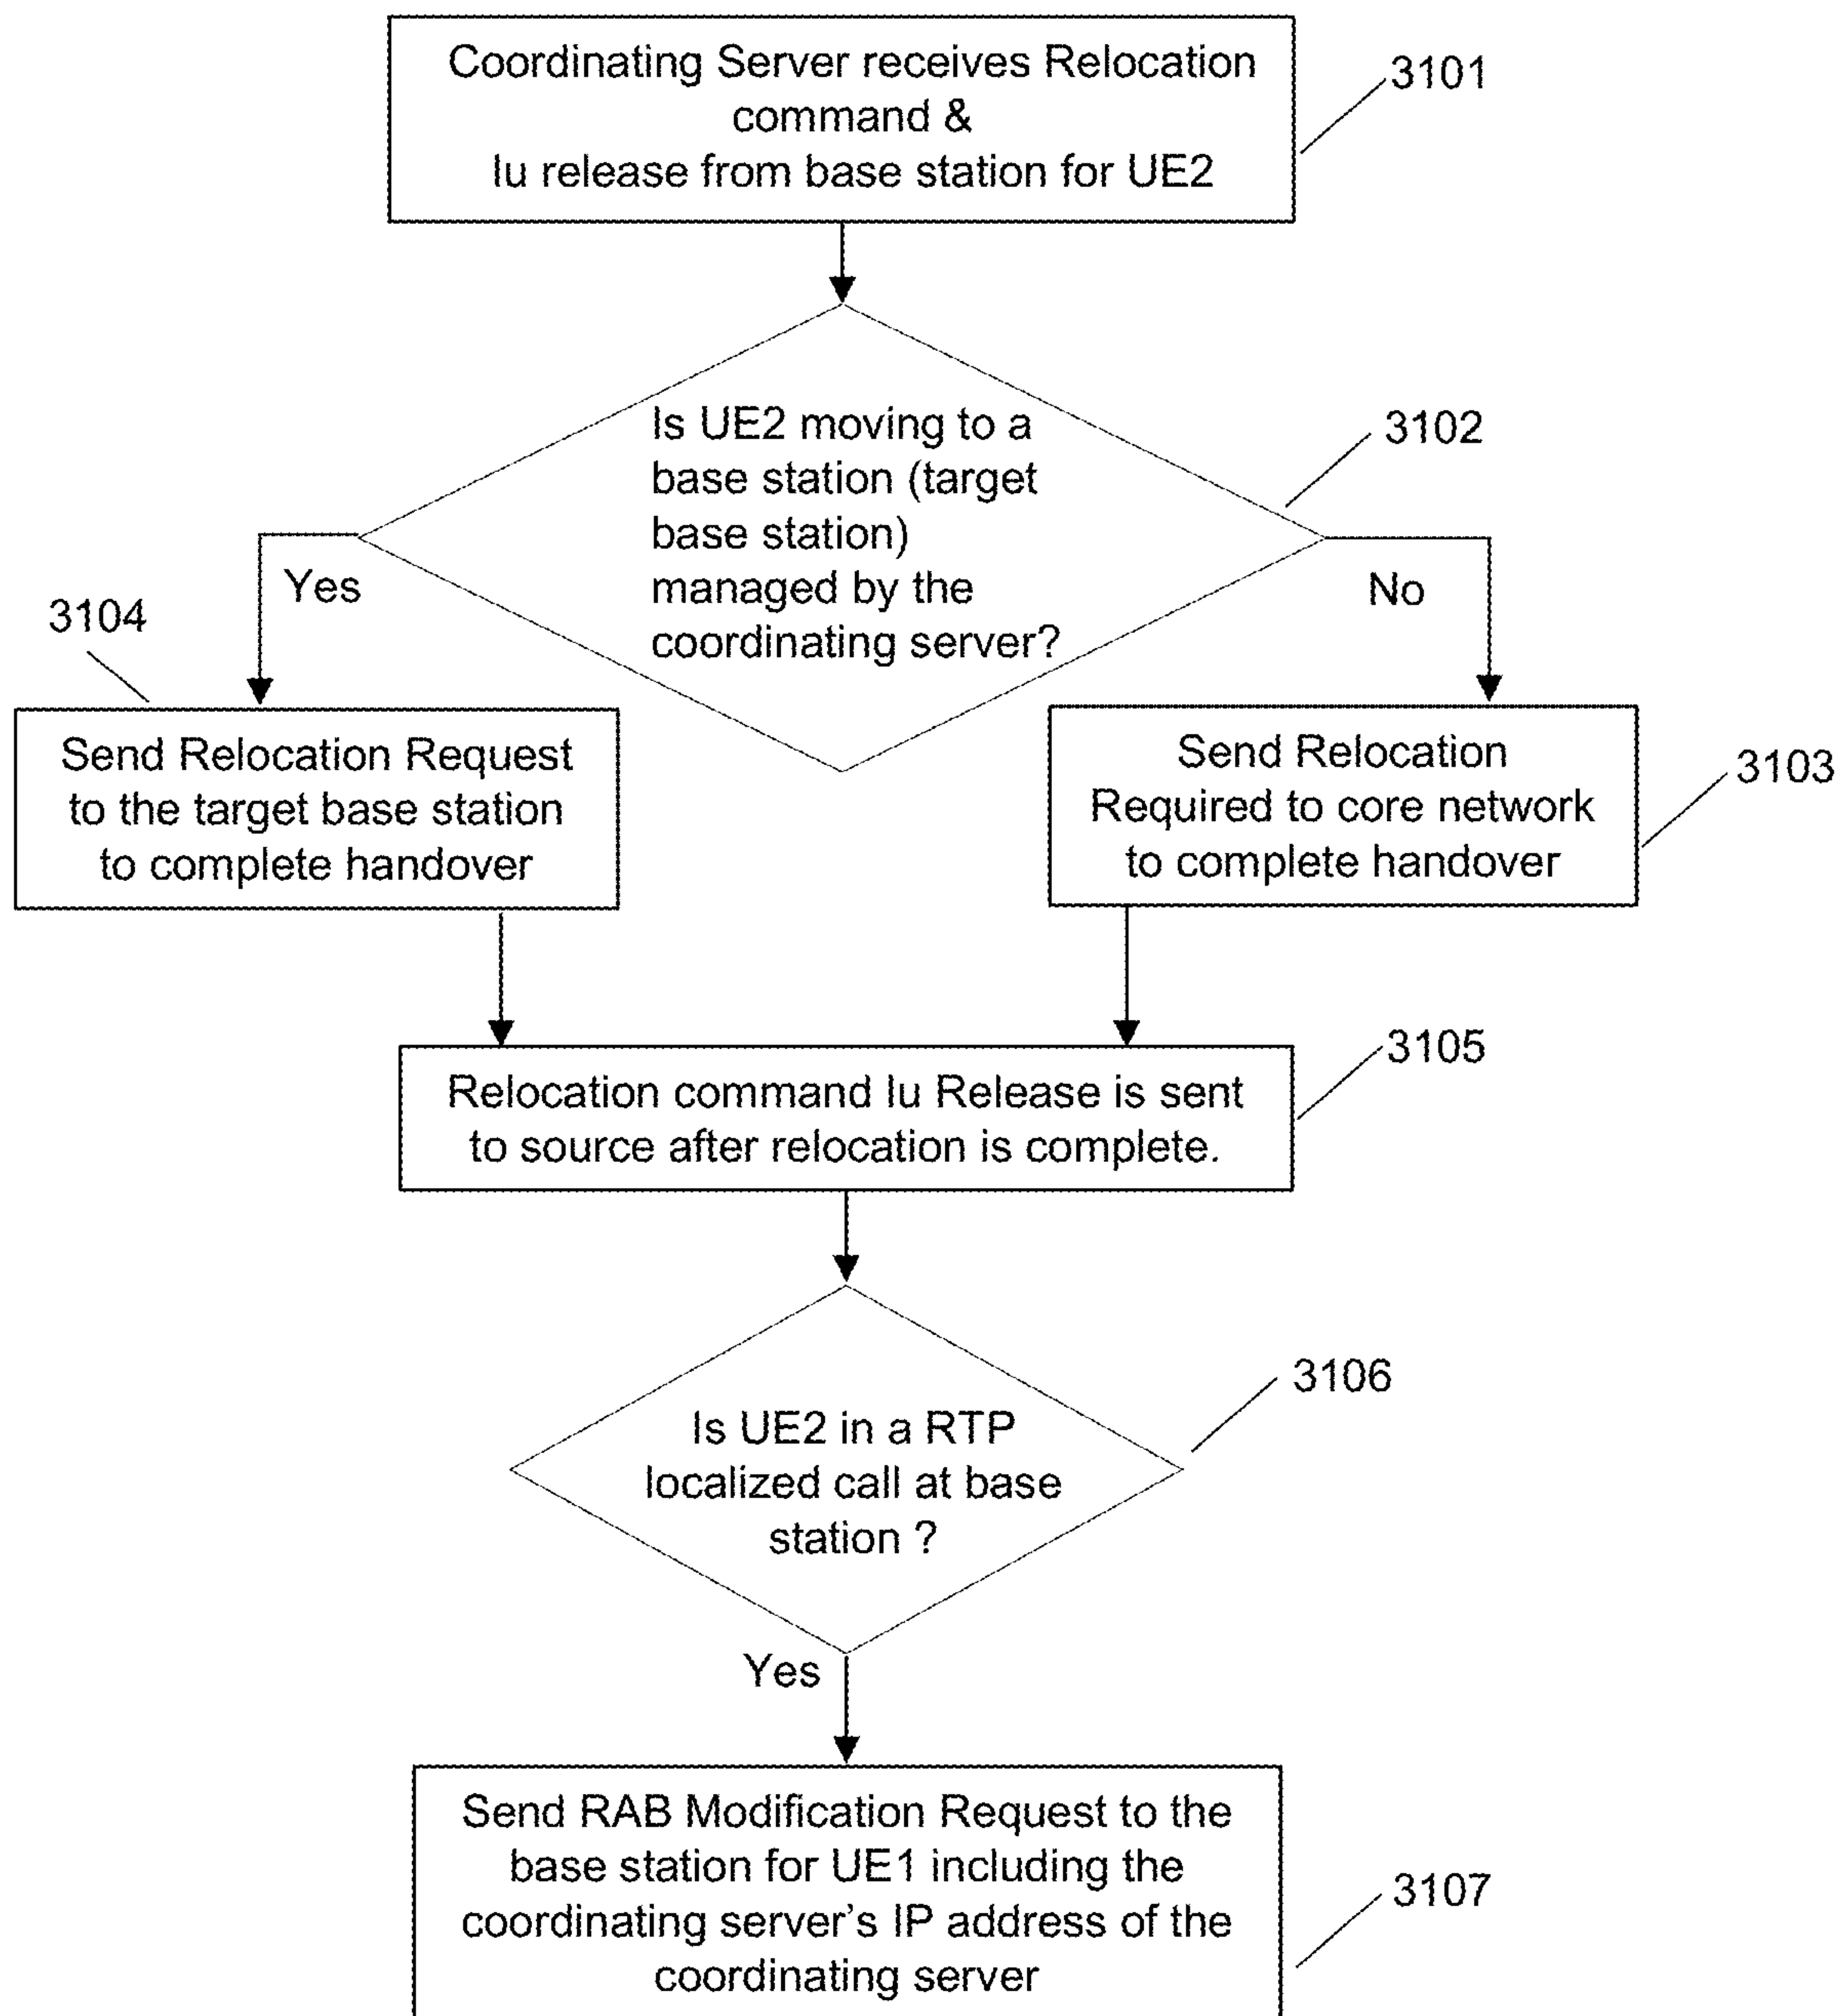 Coordinating Server receives Relocation
command &
Iu release from base station for UE2
3101
Is UE2 moving to a
base station (target
base station)
managed by the
coordinating server?
3102
Yes
No
3104
Send Relocation Request
to the target base station
to complete handover
Send Relocation
Required to core network
to complete handover
3103
Relocation command Iu Release is sent
to source after relocation is complete.
3105
Is UE2 in a RTP
localized call at base
station ?
3106
Yes
Send RAB Modification Request to the
base station for UE1 including the
coordinating server's IP address of the
coordinating server
3107